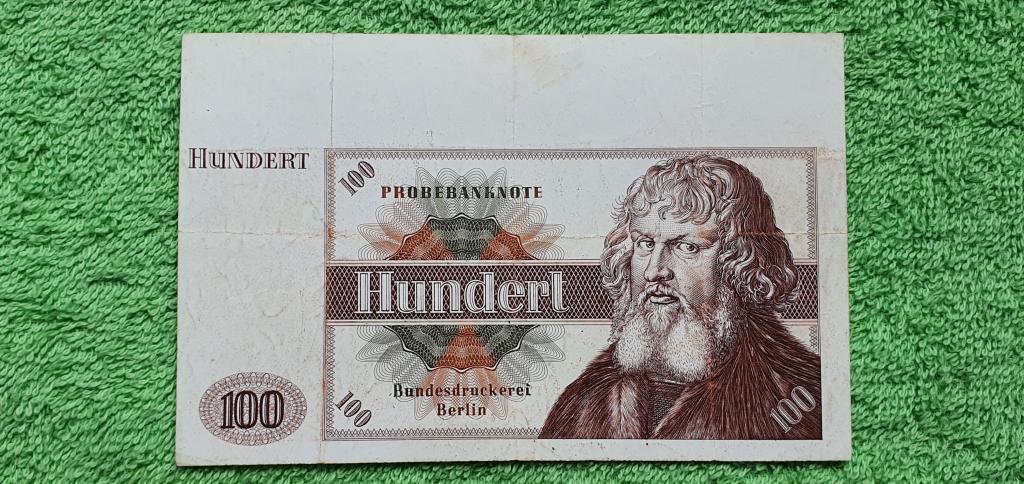 HUNDERT
100
PROBEBANKNOTE
Hundert
Bundesdruckerei
Berlin
100
100
100